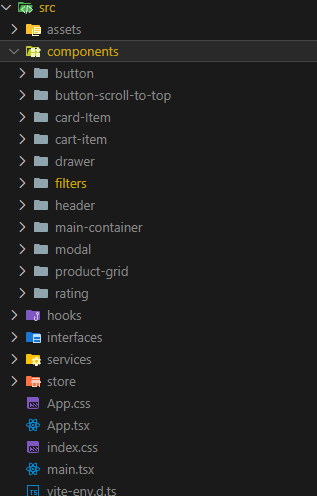 src
assets
components
button
button-scroll-to-top
card-Item
cart-item
drawer
filters
header
main-container
modal
product-grid
rating
hooks
interfaces
services
store
App.css
App.tsx
index.css
main.tsx
vite-env.d.ts